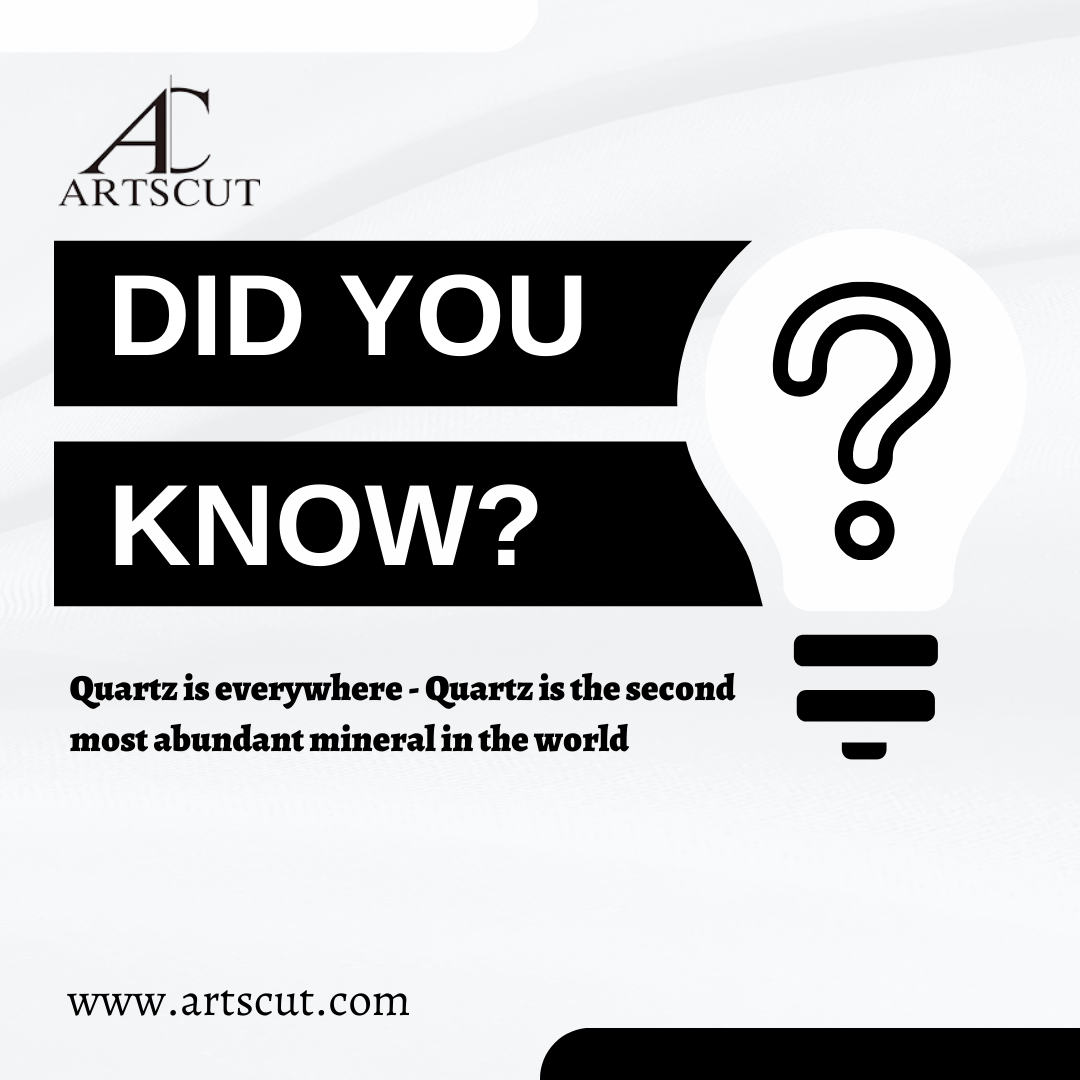 AC
ARTSCUT
DID YOU
KNOW?
?
Quartz is everywhere - Quartz is the second
most abundant mineral in the world
www.artscut.com